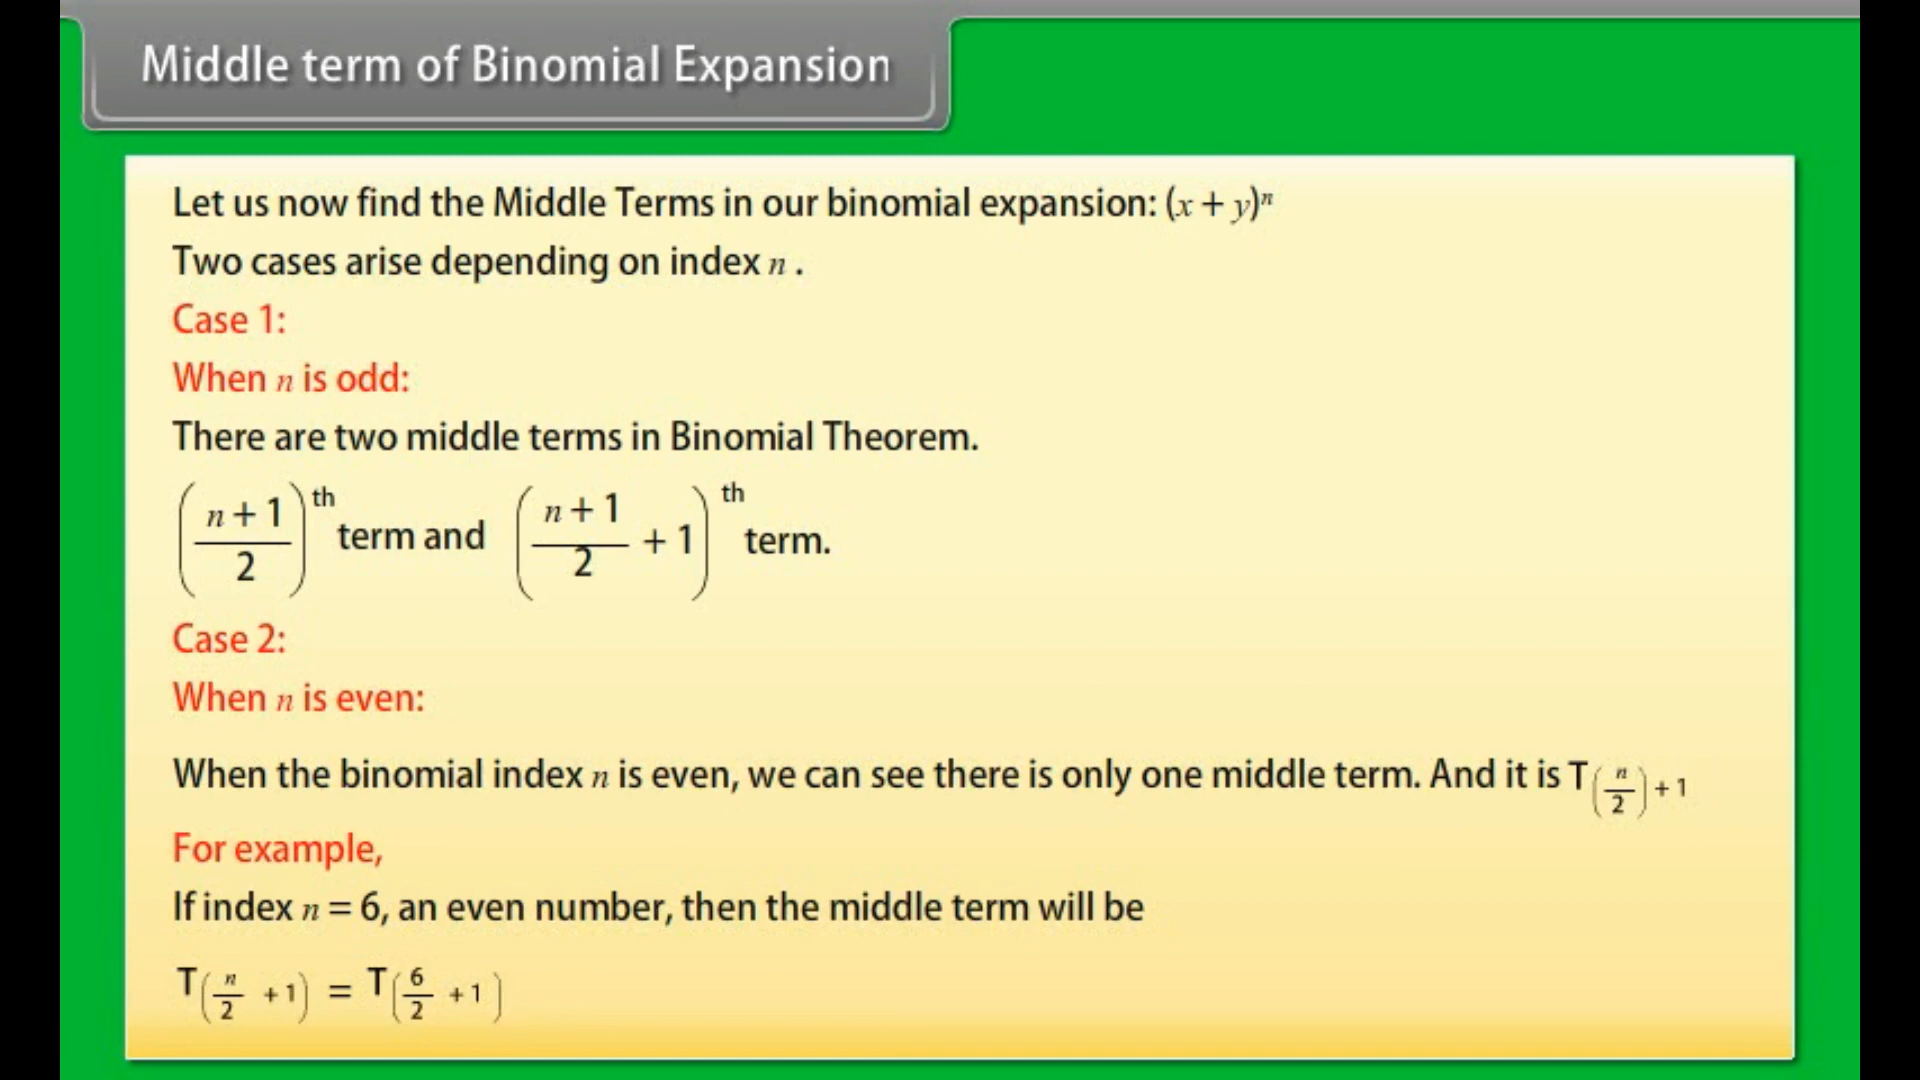 Middle term of Binomial Expansion
Let us now find the Middle Terms in our binomial expansion: (x + y)ⁿ
Two cases arise depending on index n .
Case 1:
When n is odd:
There are two middle terms in Binomial Theorem.
((n + 1)/2)^th term and ((n + 1)/2 + 1)^th term.
Case 2:
When n is even:
When the binomial index n is even, we can see there is only one middle term. And it is T_(n/2) + 1
For example,
If index n = 6, an even number, then the middle term will be
T_(n/2 + 1) = T_(6/2 + 1)